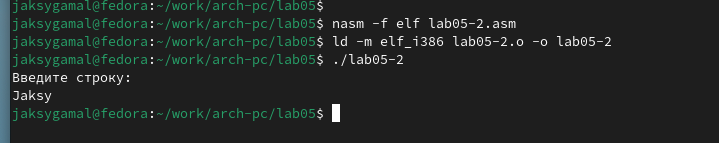 jaksygamal@fedora:~/work/arch-pc/lab05$
jaksygamal@fedora:~/work/arch-pc/lab05$ nasm -f elf lab05-2.asm
jaksygamal@fedora:~/work/arch-pc/lab05$ ld -m elf_i386 lab05-2.o -o lab05-2
jaksygamal@fedora:~/work/arch-pc/lab05$ ./lab05-2
Введите строку:
Jaksy
jaksygamal@fedora:~/work/arch-pc/lab05$